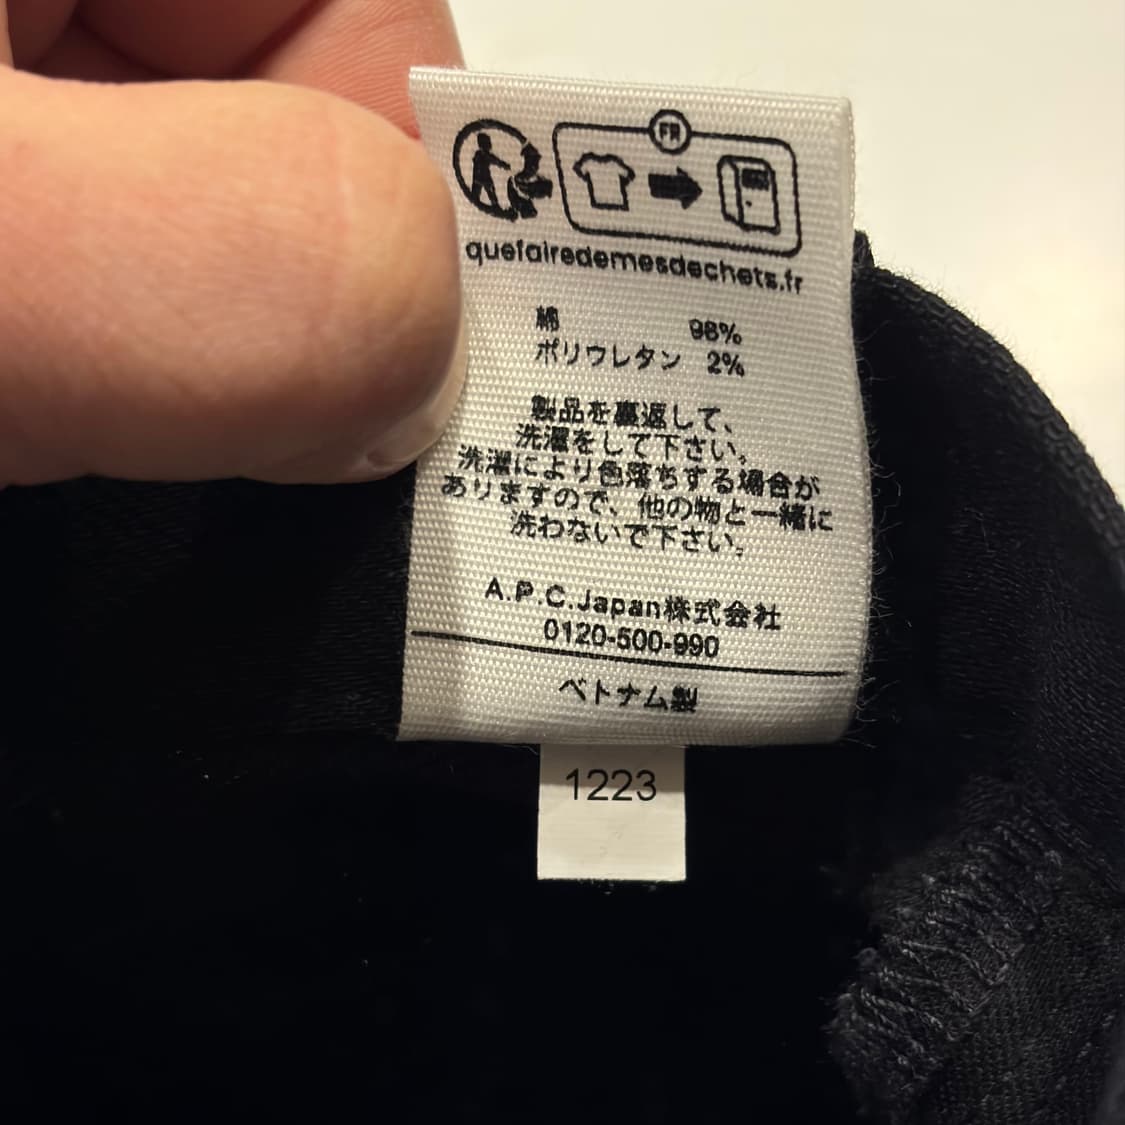 FR
quefairedemesdechets.fr
綿 98%
ポリウレタン 2%
製品を裏返して、
洗濯をして下さい。
洗濯により色落ちする場合が
ありますので、他の物と一緒に
洗わないで下さい。
A.P.C.Japan株式会社
0120-500-990
ベトナム製
1223